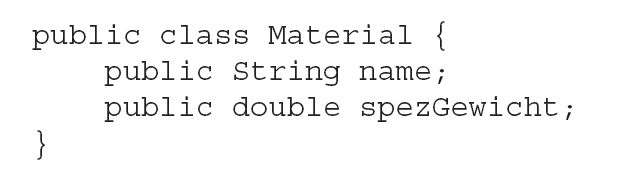 public class Material {
    public String name;
    public double spezGewicht;
}